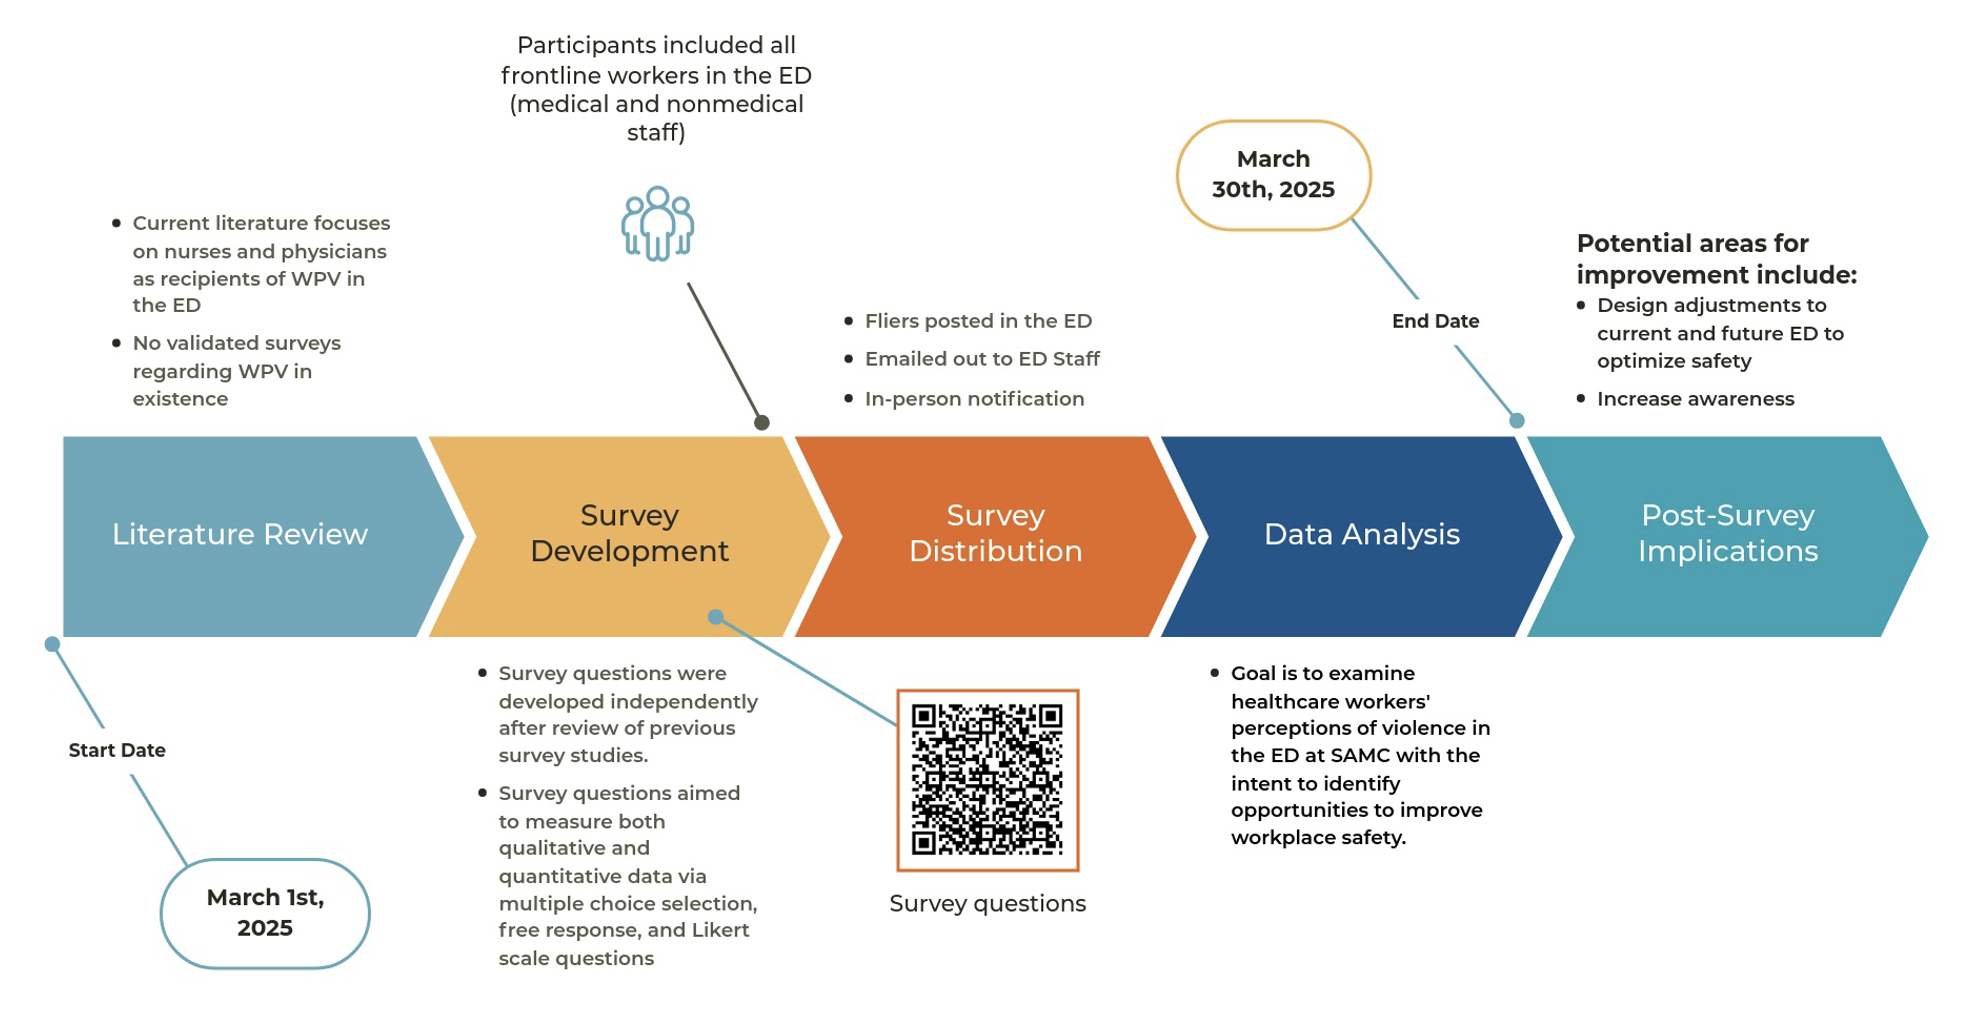 Participants included all
frontline workers in the ED
(medical and nonmedical
staff)
March
30th, 2025
End Date
• Current literature focuses
on nurses and physicians
as recipients of WPV in
the ED
• No validated surveys
regarding WPV in
existence
• Fliers posted in the ED
• Emailed out to ED Staff
• In-person notification
Potential areas for
improvement include:
• Design adjustments to
current and future ED to
optimize safety
• Increase awareness
Literature Review
Survey
Development
Survey
Distribution
Data Analysis
Post-Survey
Implications
Start Date
March 1st,
2025
• Survey questions were
developed independently
after review of previous
survey studies.
• Survey questions aimed
to measure both
qualitative and
quantitative data via
multiple choice selection,
free response, and Likert
scale questions
Survey questions
• Goal is to examine
healthcare workers'
perceptions of violence in
the ED at SAMC with the
intent to identify
opportunities to improve
workplace safety.